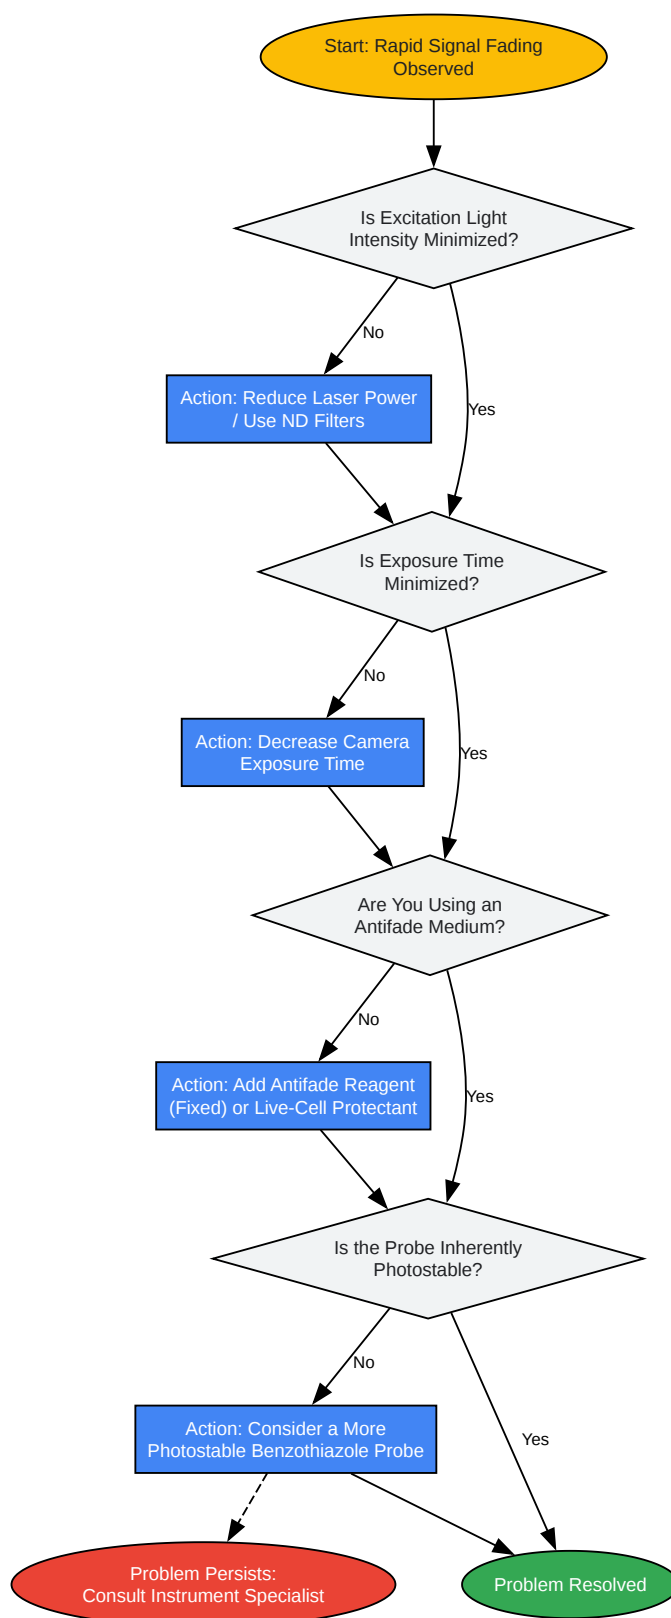 Start: Rapid Signal Fading
Observed
Is Excitation Light
Intensity Minimized?
No
Action: Reduce Laser Power
/ Use ND Filters
Yes
Is Exposure Time
Minimized?
No
Action: Decrease Camera
Exposure Time
Yes
Are You Using an
Antifade Medium?
No
Action: Add Antifade Reagent
(Fixed) or Live-Cell Protectant
Yes
Is the Probe Inherently
Photostable?
No
Action: Consider a More
Photostable Benzothiazole Probe
Yes
Problem Persists:
Consult Instrument Specialist
Problem Resolved